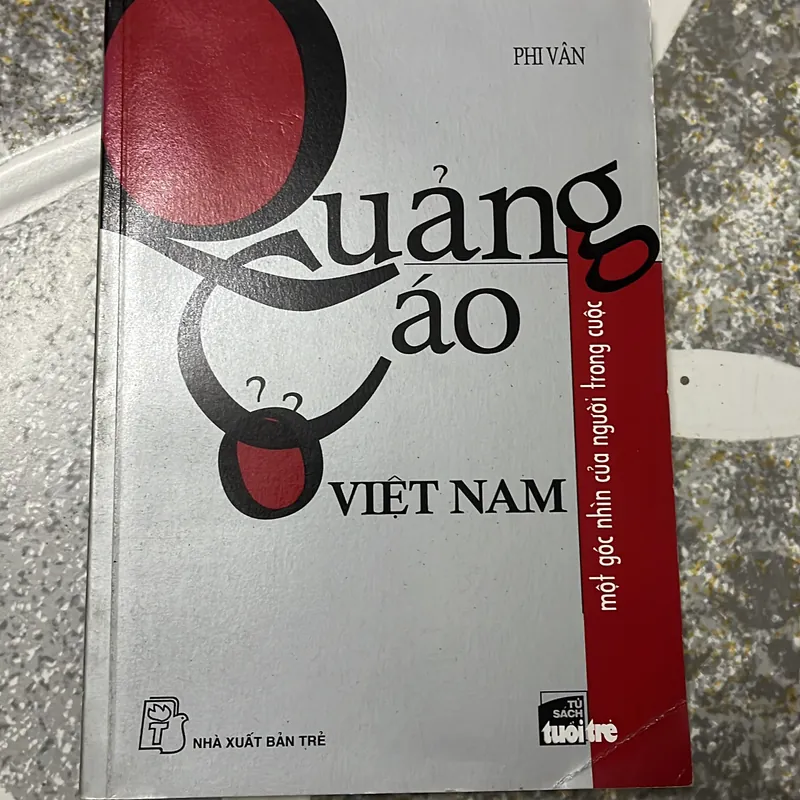 PHI VÂN
Quảng
Cáo
??
VIỆT NAM
một góc nhìn của người trong cuộc
T
NHÀ XUẤT BẢN TRẺ
TỦ
SÁCH
tuổi trẻ